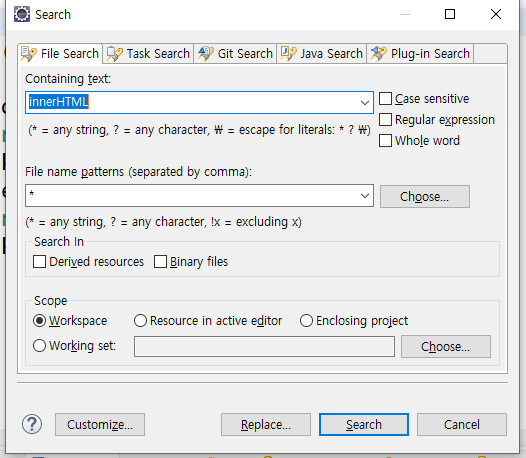 Search
File Search Task Search Git Search Java Search Plug-in Search
Containing text:
innerHTML
Case sensitive
(* = any string, ? = any character, ₩ = escape for literals: * ? ₩)
Regular expression
Whole word
File name patterns (separated by comma):
*
Choose...
(* = any string, ? = any character, !x = excluding x)
Search In
Derived resources Binary files
Scope
Workspace Resource in active editor Enclosing project
Working set: Choose...
? Customize... Replace... Search Cancel